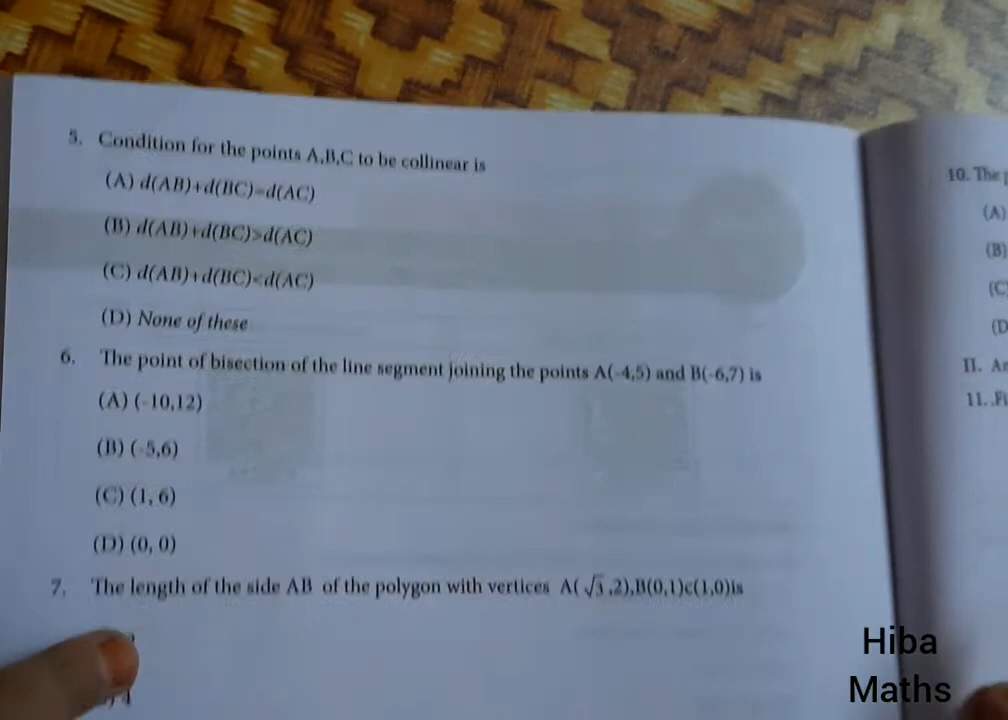 5. Condition for the points A,B,C to be collinear is
(A) d(AB)+d(BC)=d(AC)
(B) d(AB)+d(BC)>d(AC)
(C) d(AB)+d(BC)<d(AC)
(D) None of these
6. The point of bisection of the line segment joining the points A(-4,5) and B(-6,7) is
(A) (-10,12)
(B) (-5,6)
(C) (1, 6)
(D) (0, 0)
7. The length of the side AB of the polygon with vertices A( √3 ,2),B(0,1)c(1,0)is
10. The
(A)
(B)
(C
(D
II.
11.
Hiba
Maths